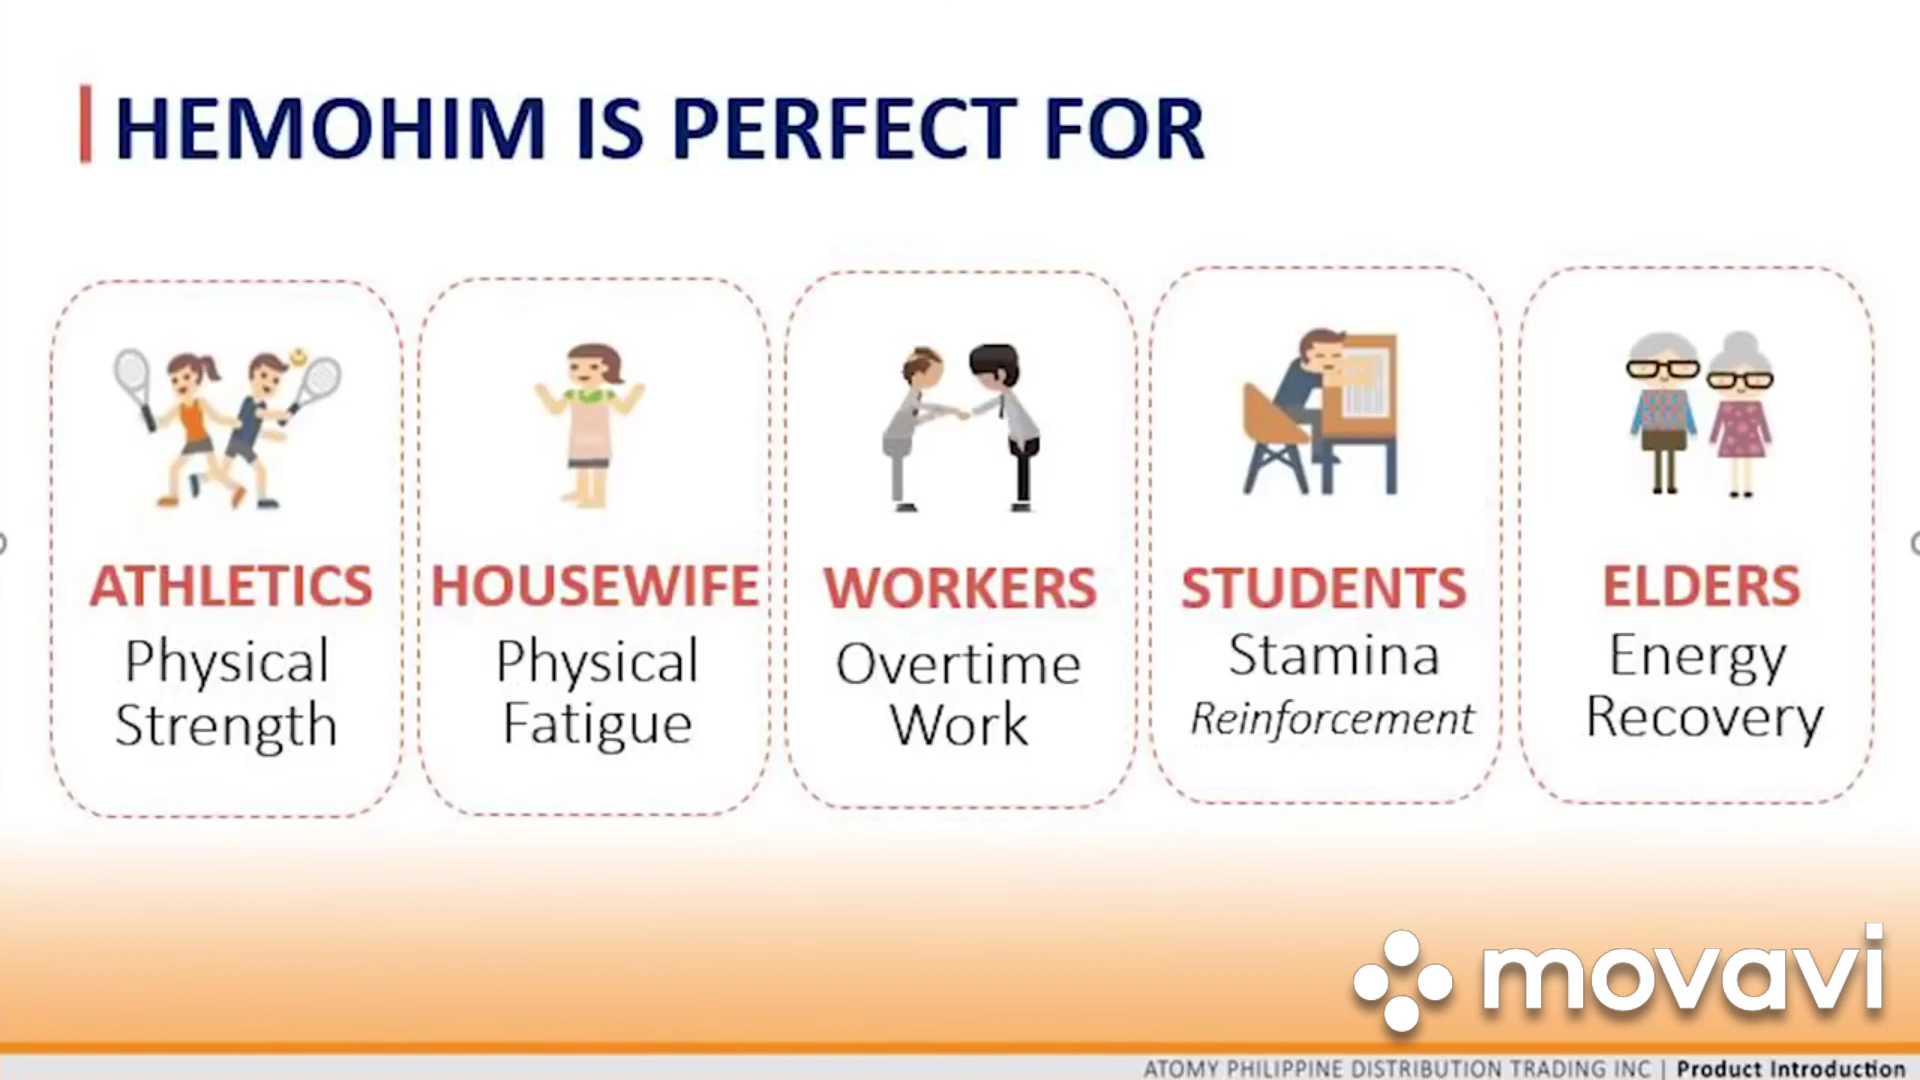 HEMOHIM IS PERFECT FOR
ATHLETICS
Physical
Strength
HOUSEWIFE
Physical
Fatigue
WORKERS
Overtime
Work
STUDENTS
Stamina
Reinforcement
ELDERS
Energy
Recovery
movavi
ATOMY PHILIPPINE DISTRIBUTION TRADING INC | Product Introduction